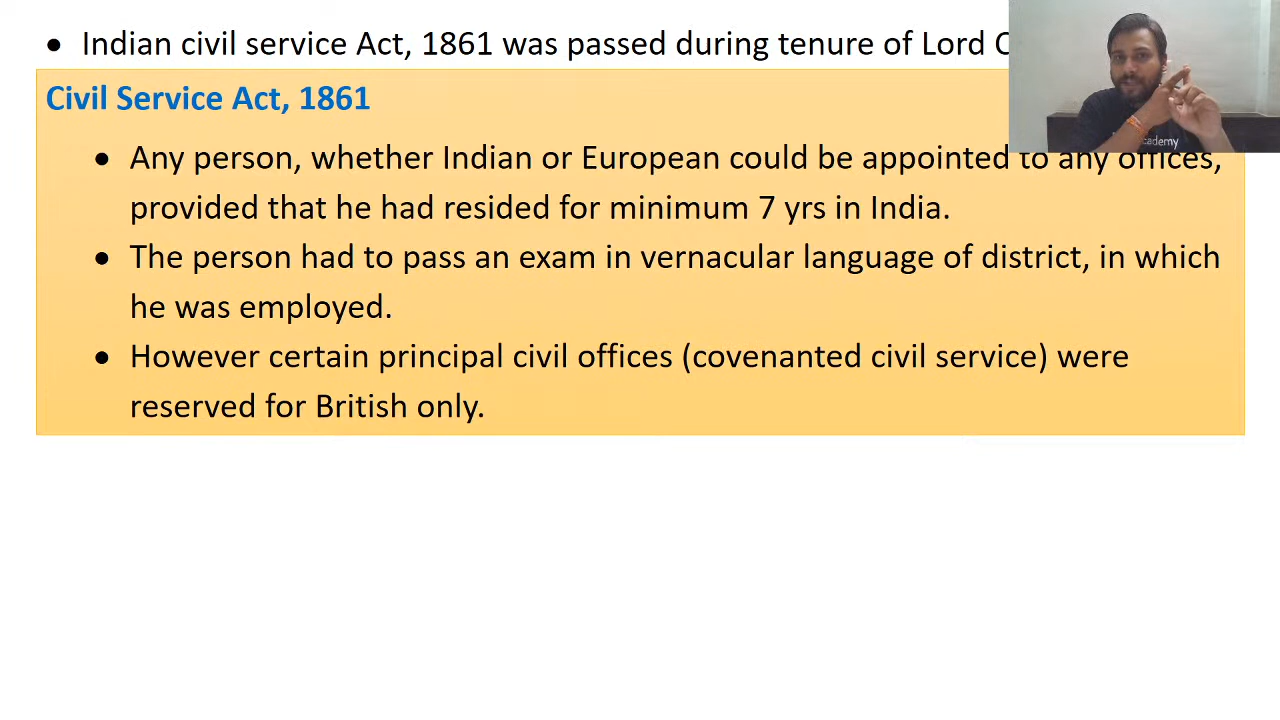 • Indian civil service Act, 1861 was passed during tenure of Lord
Civil Service Act, 1861
• Any person, whether Indian or European could be appointed to any offices,
provided that he had resided for minimum 7 yrs in India.
• The person had to pass an exam in vernacular language of district, in which
he was employed.
• However certain principal civil offices (covenanted civil service) were
reserved for British only.